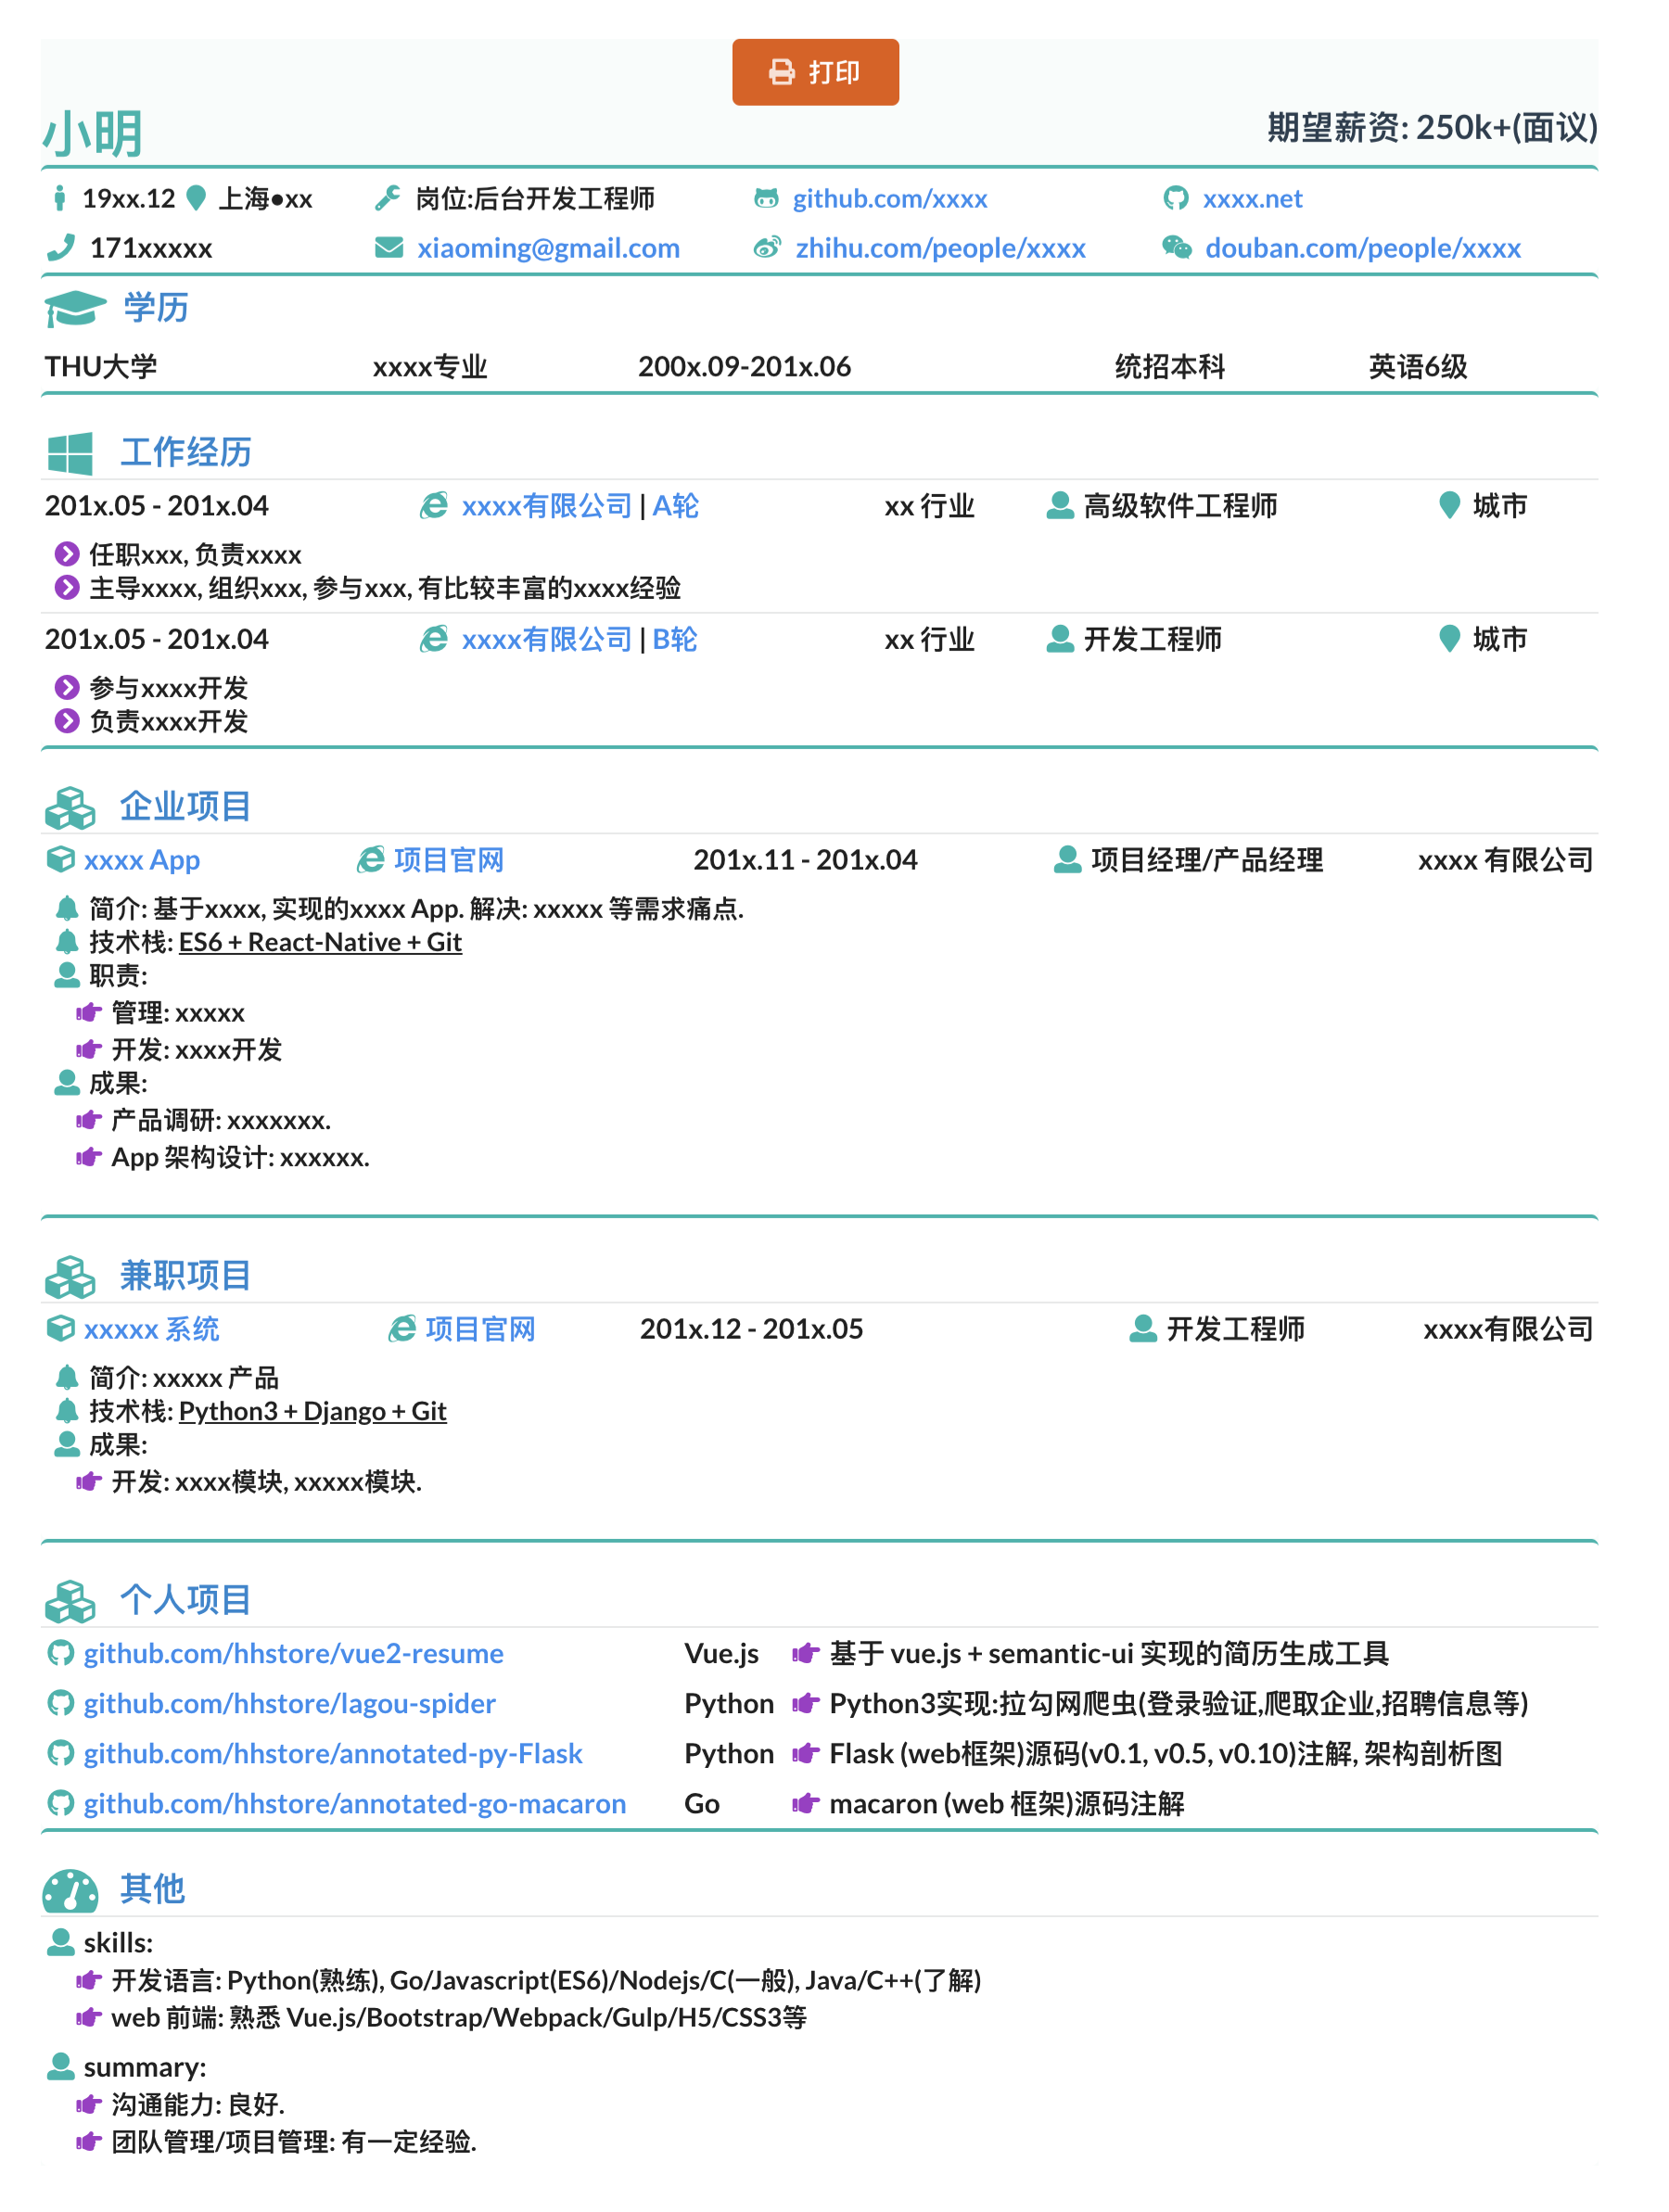 打印
小明 期望薪资: 250k+(面议)
19xx.12 上海●xx 岗位:后台开发工程师 github.com/xxxx xxxx.net
171xxxxx xiaoming@gmail.com zhihu.com/people/xxxx douban.com/people/xxxx
学历
THU大学 xxxx专业 200x.09-201x.06 统招本科 英语6级
工作经历
201x.05 - 201x.04 xxxx有限公司 | A轮 xx 行业 高级软件工程师 城市
任职xxx, 负责xxxx
主导xxxx, 组织xxx, 参与xxx, 有比较丰富的xxxx经验
201x.05 - 201x.04 xxxx有限公司 | B轮 xx 行业 开发工程师 城市
参与xxxx开发
负责xxxx开发
企业项目
xxxx App 项目官网 201x.11 - 201x.04 项目经理/产品经理 xxxx 有限公司
简介: 基于xxxx, 实现的xxxx App. 解决: xxxxx 等需求痛点.
技术栈: ES6 + React-Native + Git
职责:
管理: xxxxx
开发: xxxx开发
成果:
产品调研: xxxxxxx.
App 架构设计: xxxxxx.
兼职项目
xxxxx 系统 项目官网 201x.12 - 201x.05 开发工程师 xxxx有限公司
简介: xxxxx 产品
技术栈: Python3 + Django + Git
成果:
开发: xxxx模块, xxxxx模块.
个人项目
github.com/hhstore/vue2-resume Vue.js 基于 vue.js + semantic-ui 实现的简历生成工具
github.com/hhstore/lagou-spider Python Python3实现:拉勾网爬虫(登录验证,爬取企业,招聘信息等)
github.com/hhstore/annotated-py-Flask Python Flask (web框架)源码(v0.1, v0.5, v0.10)注解, 架构剖析图
github.com/hhstore/annotated-go-macaron Go macaron (web 框架)源码注解
其他
skills:
开发语言: Python(熟练), Go/Javascript(ES6)/Nodejs/C(一般), Java/C++(了解)
web 前端: 熟悉 Vue.js/Bootstrap/Webpack/Gulp/H5/CSS3等
summary:
沟通能力: 良好.
团队管理/项目管理: 有一定经验.